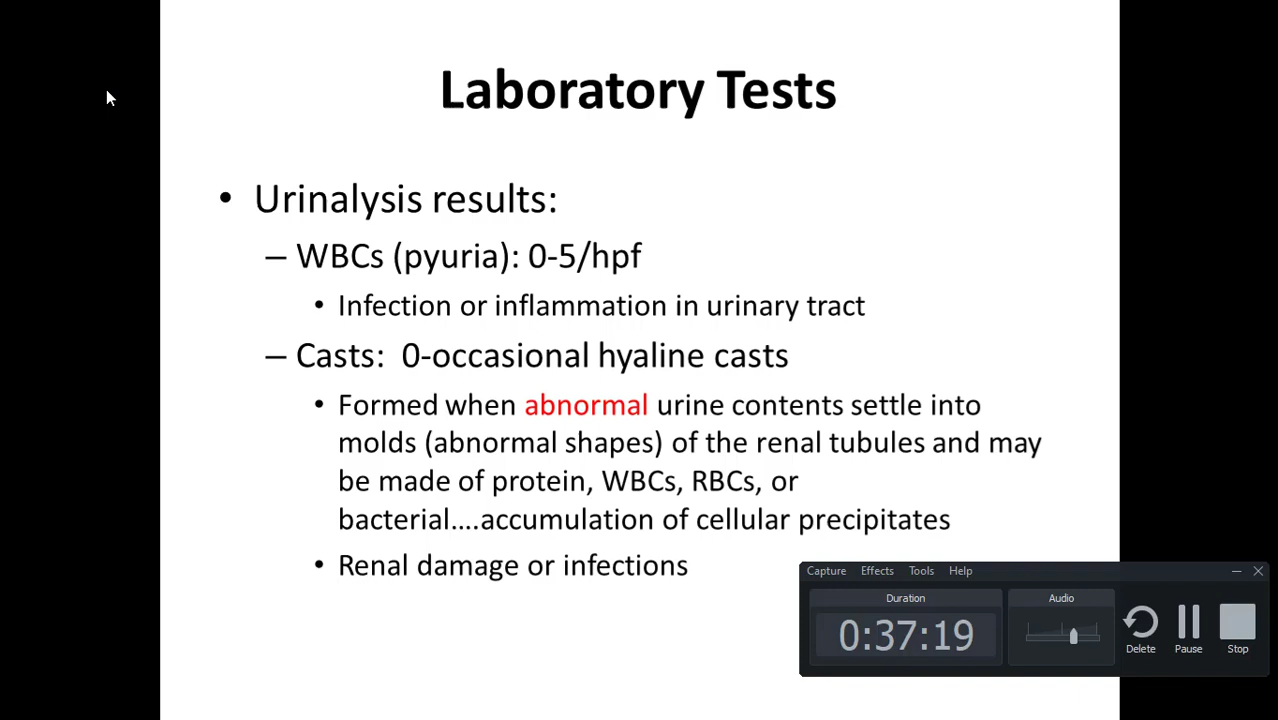 Laboratory Tests
• Urinalysis results:
– WBCs (pyuria): 0-5/hpf
• Infection or inflammation in urinary tract
– Casts:  0-occasional hyaline casts
• Formed when abnormal urine contents settle into
molds (abnormal shapes) of the renal tubules and may
be made of protein, WBCs, RBCs, or
bacterial….accumulation of cellular precipitates
• Renal damage or infections
Capture Effects Tools Help
Duration Audio
0:37:19
Delete Pause Stop